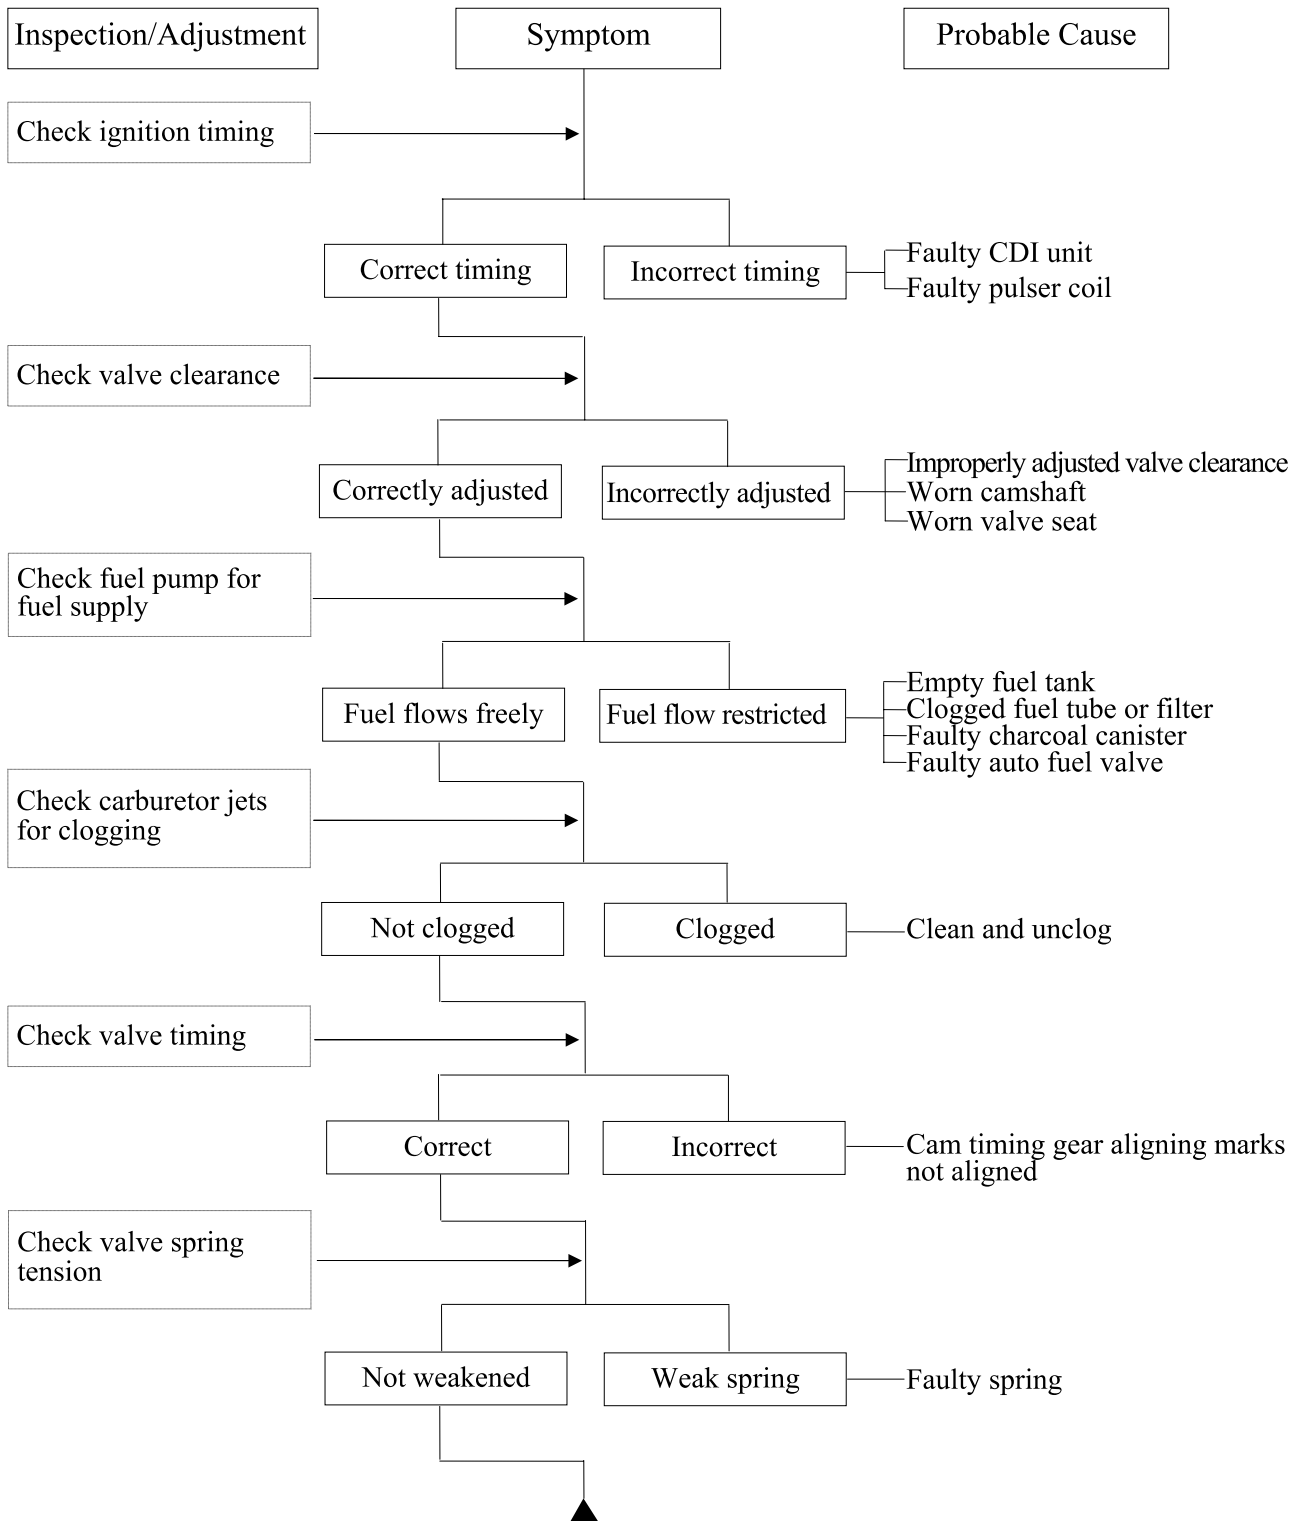 Inspection/Adjustment
Symptom
Probable Cause
Check ignition timing
Correct timing
Incorrect timing
Faulty CDI unit
Faulty pulser coil
Check valve clearance
Correctly adjusted
Incorrectly adjusted
Improperly adjusted valve clearance
Worn camshaft
Worn valve seat
Check fuel pump for
fuel supply
Fuel flows freely
Fuel flow restricted
Empty fuel tank
Clogged fuel tube or filter
Faulty charcoal canister
Faulty auto fuel valve
Check carburetor jets
for clogging
Not clogged
Clogged
Clean and unclog
Check valve timing
Correct
Incorrect
Cam timing gear aligning marks
not aligned
Check valve spring
tension
Not weakened
Weak spring
Faulty spring